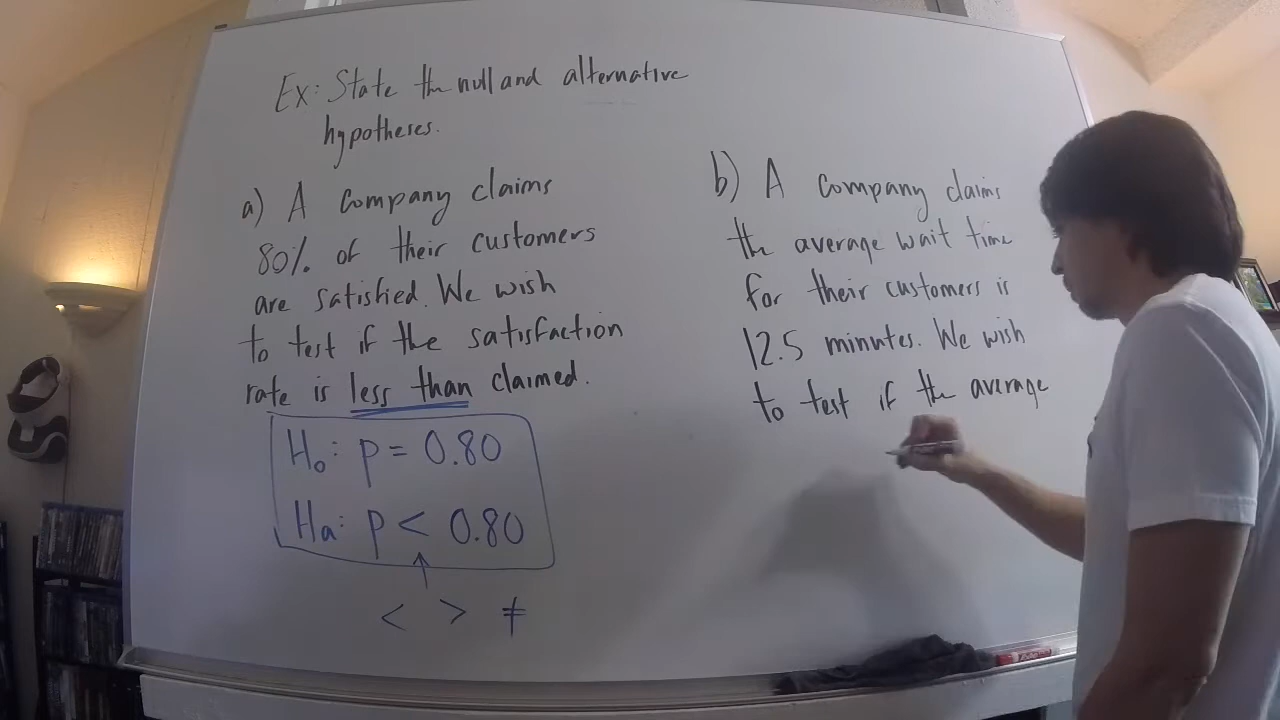 Ex: State the null and alternative
hypotheses.
a) A company claims
80% of their customers
are satisfied. We wish
to test if the satisfaction
rate is less than claimed.
H₀: p = 0.80
Ha: p < 0.80
< > ≠
b) A company claims
the average wait time
for their customers is
12.5 minutes. We wish
to test if the average